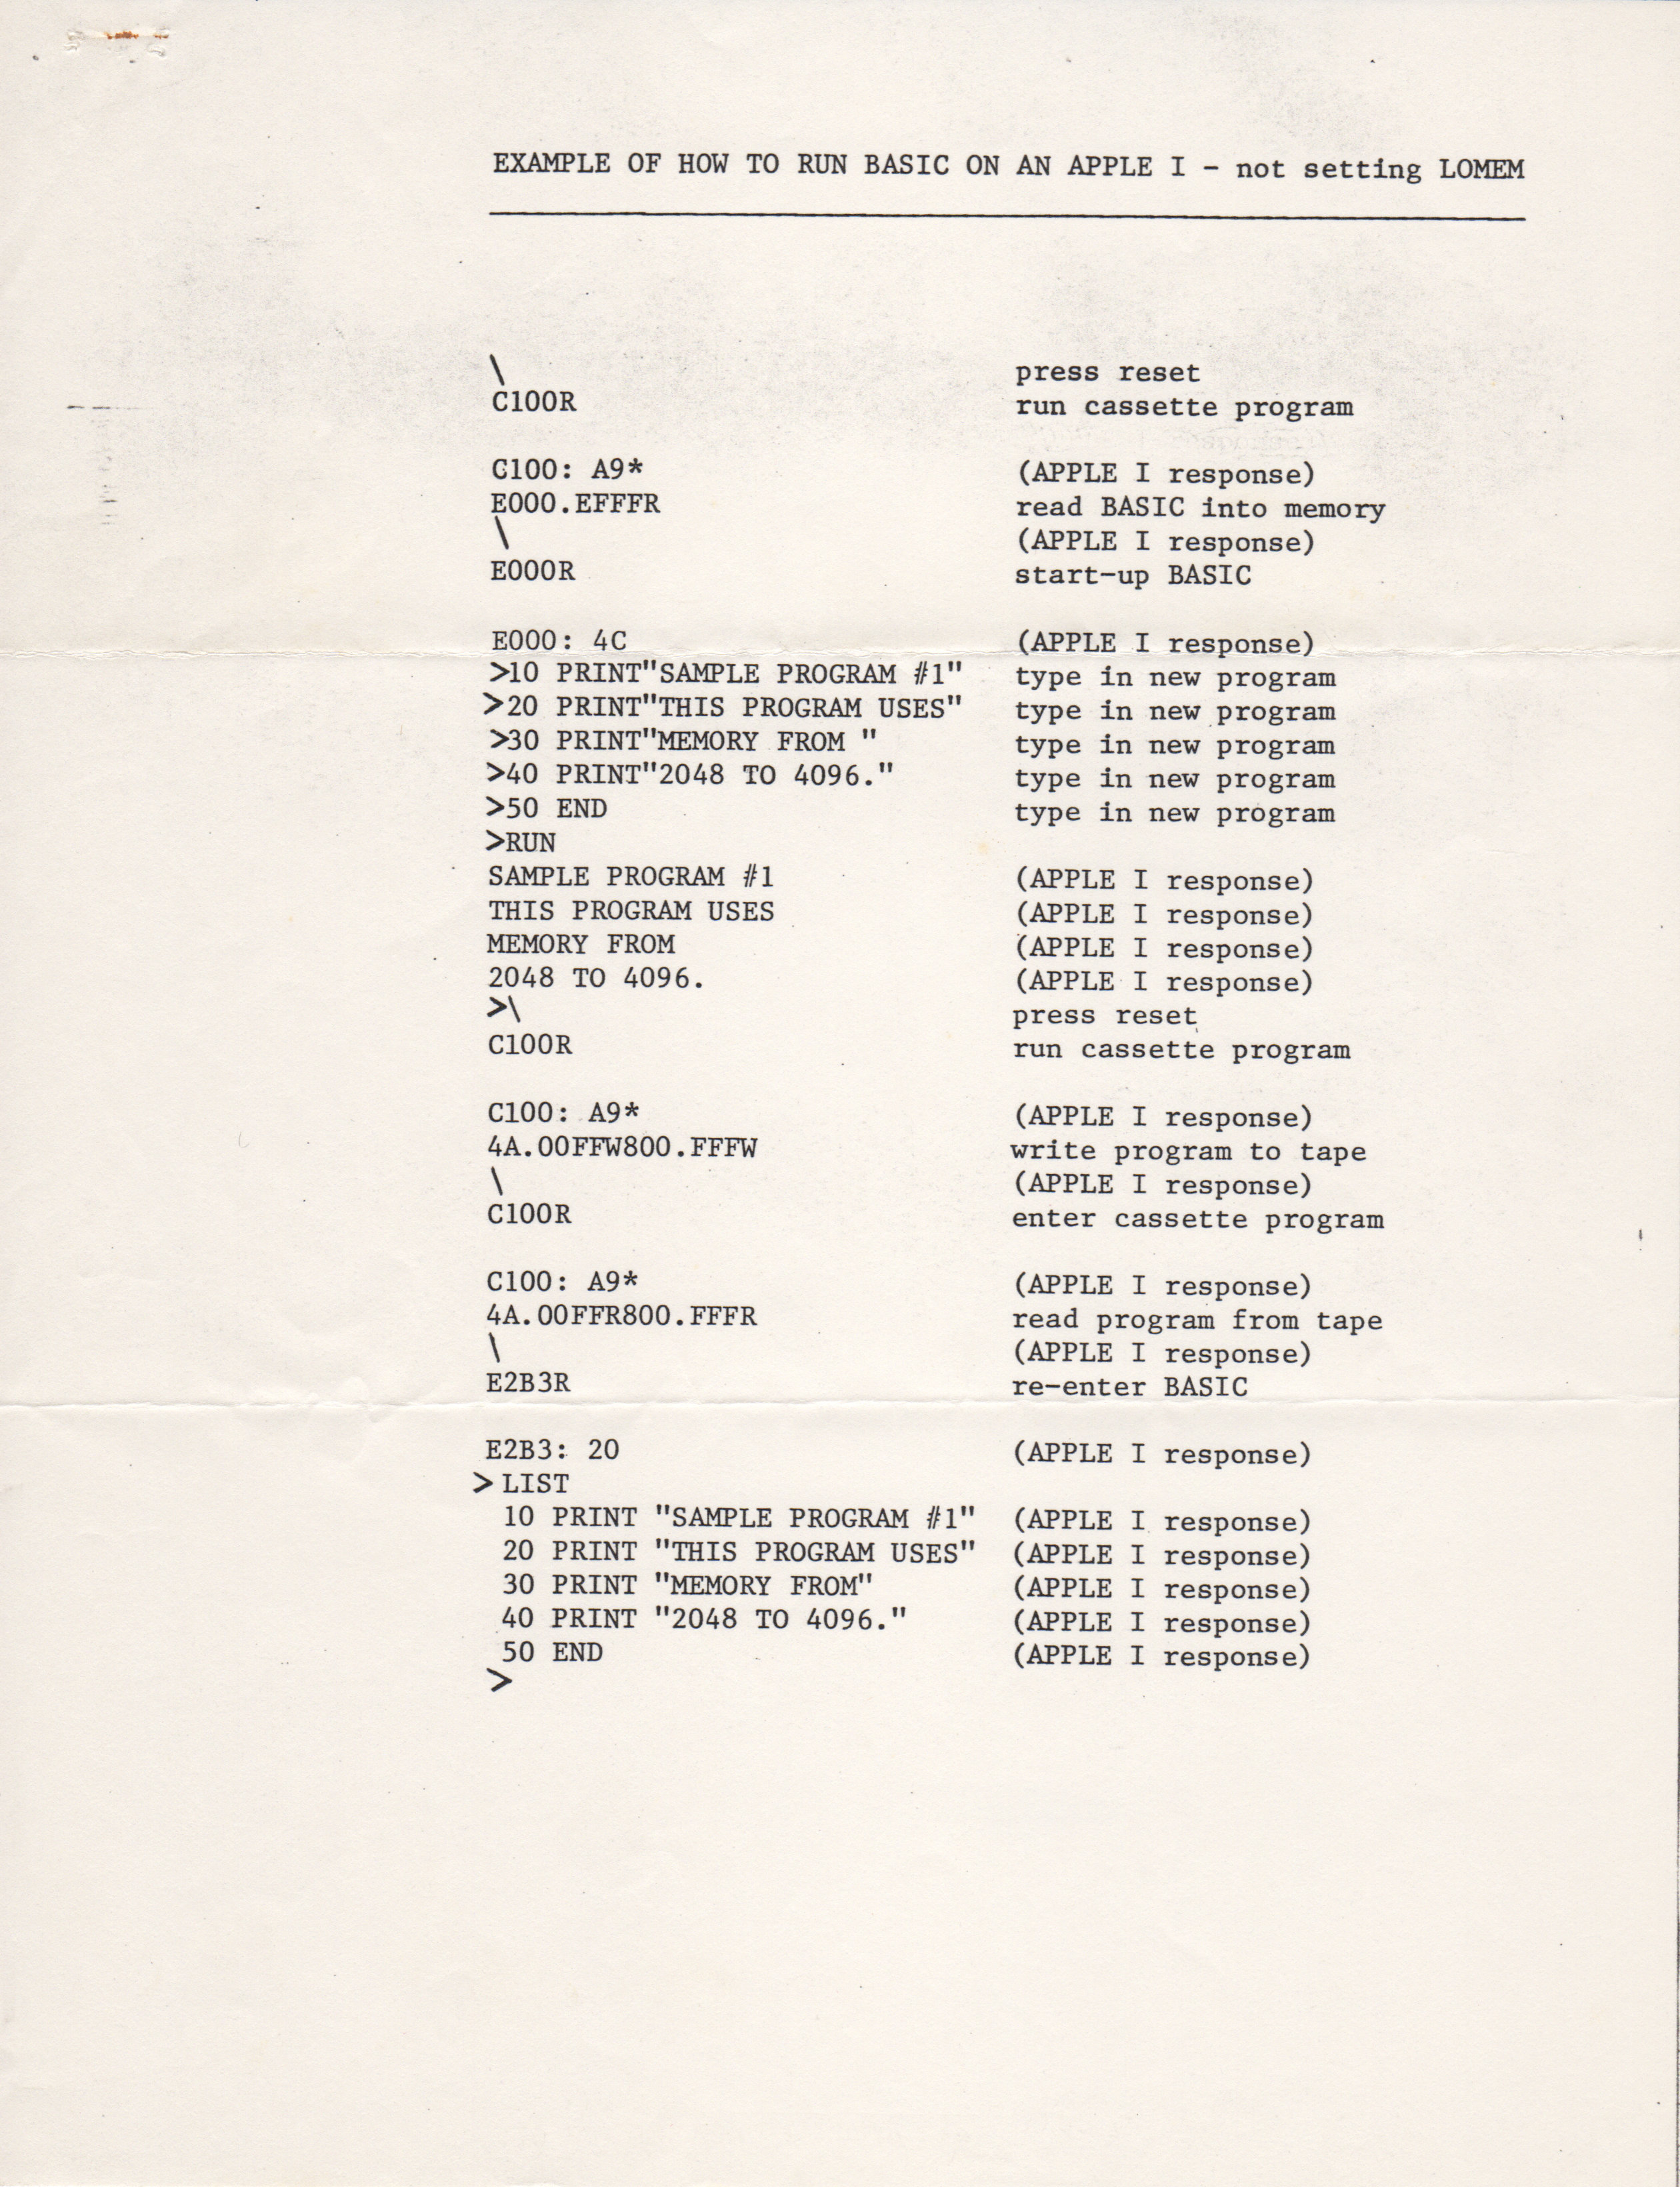 EXAMPLE OF HOW TO RUN BASIC ON AN APPLE I - not setting LOMEM
\ press reset
C100R run cassette program
C100: A9* (APPLE I response)
E000.EFFFR read BASIC into memory
\ (APPLE I response)
E000R start-up BASIC
E000: 4C (APPLE I response)
>10 PRINT"SAMPLE PROGRAM #1" type in new program
>20 PRINT"THIS PROGRAM USES" type in new program
>30 PRINT"MEMORY FROM " type in new program
>40 PRINT"2048 TO 4096." type in new program
>50 END type in new program
>RUN
SAMPLE PROGRAM #1 (APPLE I response)
THIS PROGRAM USES (APPLE I response)
MEMORY FROM (APPLE I response)
2048 TO 4096. (APPLE I response)
>\ press reset
C100R run cassette program
C100: A9* (APPLE I response)
4A.00FFW800.FFFW write program to tape
\ (APPLE I response)
C100R enter cassette program
C100: A9* (APPLE I response)
4A.00FFR800.FFFR read program from tape
\ (APPLE I response)
E2B3R re-enter BASIC
E2B3: 20 (APPLE I response)
> LIST
10 PRINT "SAMPLE PROGRAM #1" (APPLE I response)
20 PRINT "THIS PROGRAM USES" (APPLE I response)
30 PRINT "MEMORY FROM" (APPLE I response)
40 PRINT "2048 TO 4096." (APPLE I response)
50 END (APPLE I response)
>